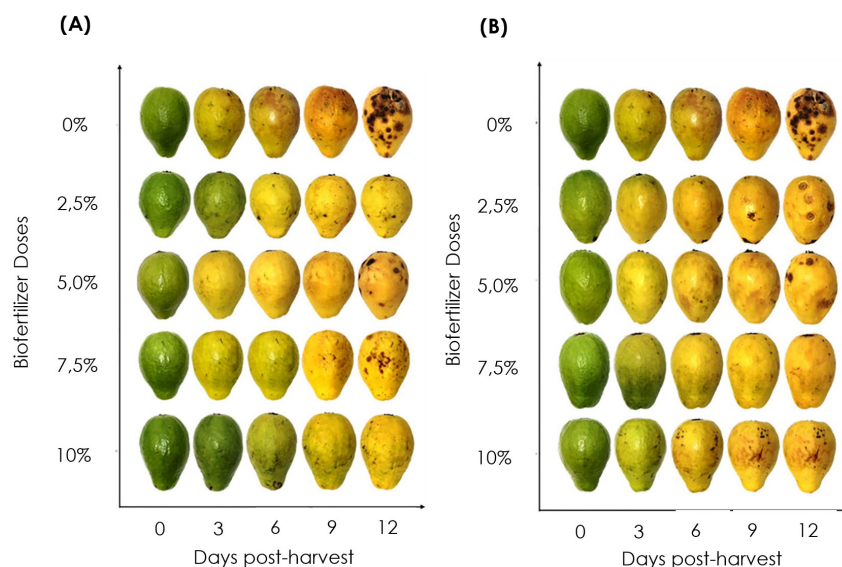 (A)
Biofertilizer Doses
0%
2,5%
5,0%
7,5%
10%
0 3 6 9 12
Days post-harvest
(B)
Biofertilizer Doses
0%
2,5%
5,0%
7,5%
10%
0 3 6 9 12
Days post-harvest